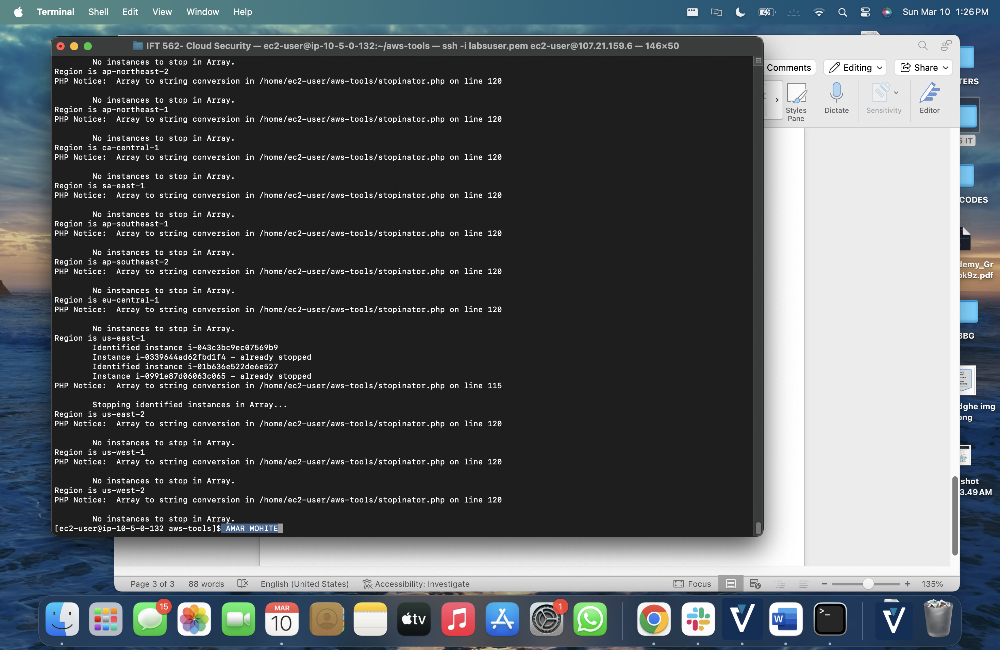 Terminal Shell Edit View Window Help Sun Mar 10 1:26 PM
IFT 562- Cloud Security — ec2-user@ip-10-5-0-132:~/aws-tools — ssh -i labsuser.pem ec2-user@107.21.159.6 — 146×50
No instances to stop in Array.
Region is ap-northeast-2
PHP Notice:  Array to string conversion in /home/ec2-user/aws-tools/stopinator.php on line 120
No instances to stop in Array.
Region is ap-northeast-1
PHP Notice:  Array to string conversion in /home/ec2-user/aws-tools/stopinator.php on line 120
No instances to stop in Array.
Region is ca-central-1
PHP Notice:  Array to string conversion in /home/ec2-user/aws-tools/stopinator.php on line 120
No instances to stop in Array.
Region is sa-east-1
PHP Notice:  Array to string conversion in /home/ec2-user/aws-tools/stopinator.php on line 120
No instances to stop in Array.
Region is ap-southeast-1
PHP Notice:  Array to string conversion in /home/ec2-user/aws-tools/stopinator.php on line 120
No instances to stop in Array.
Region is ap-southeast-2
PHP Notice:  Array to string conversion in /home/ec2-user/aws-tools/stopinator.php on line 120
No instances to stop in Array.
Region is eu-central-1
PHP Notice:  Array to string conversion in /home/ec2-user/aws-tools/stopinator.php on line 120
No instances to stop in Array.
Region is us-east-1
Identified instance i-043c3bc9ec07569b9
Instance i-0339644ad62fbd1f4 – already stopped
Identified instance i-01b636e522de6e527
Instance i-0991e87d06063c065 – already stopped
PHP Notice:  Array to string conversion in /home/ec2-user/aws-tools/stopinator.php on line 115
Stopping identified instances in Array...
Region is us-east-2
PHP Notice:  Array to string conversion in /home/ec2-user/aws-tools/stopinator.php on line 120
No instances to stop in Array.
Region is us-west-1
PHP Notice:  Array to string conversion in /home/ec2-user/aws-tools/stopinator.php on line 120
No instances to stop in Array.
Region is us-west-2
PHP Notice:  Array to string conversion in /home/ec2-user/aws-tools/stopinator.php on line 120
No instances to stop in Array.
[ec2-user@ip-10-5-0-132 aws-tools]$ AMAR MOHITE
Comments Editing Share
Styles Pane
Dictate
Sensitivity
Editor
TERS
S IT
CODES
demy_Gr
ok9z.pdf
BBG
dghe img
png
shot
3.49 AM
Page 3 of 3 88 words English (United States) Accessibility: Investigate Focus 135%
15
MAR
10
tv
1
W
>_